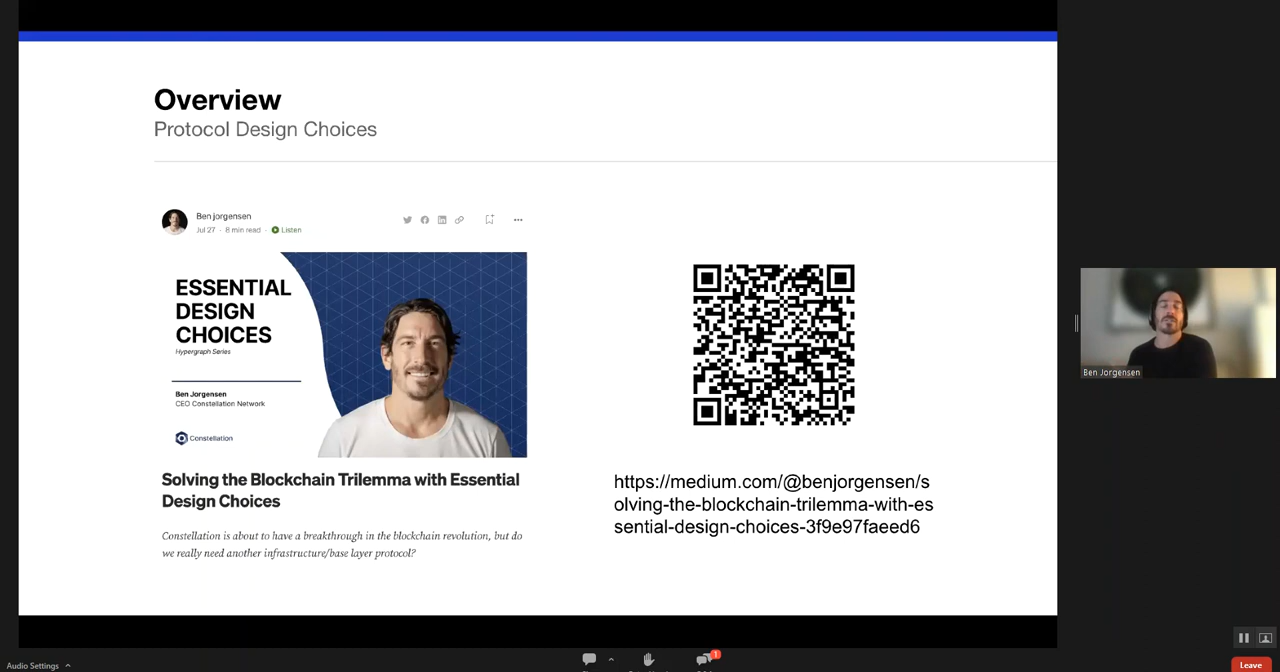 Overview
Protocol Design Choices
Ben jorgensen
Jul 27 · 8 min read · Listen
ESSENTIAL
DESIGN
CHOICES
Hypergraph Series
Ben Jorgensen
CEO Constellation Network
Constellation
Solving the Blockchain Trilemma with Essential
Design Choices
Constellation is about to have a breakthrough in the blockchain revolution, but do
we really need another infrastructure/base layer protocol?
https://medium.com/@benjorgensen/s
olving-the-blockchain-trilemma-with-es
sential-design-choices-3f9e97faeed6
Ben Jorgensen
Audio Settings
1
Leave